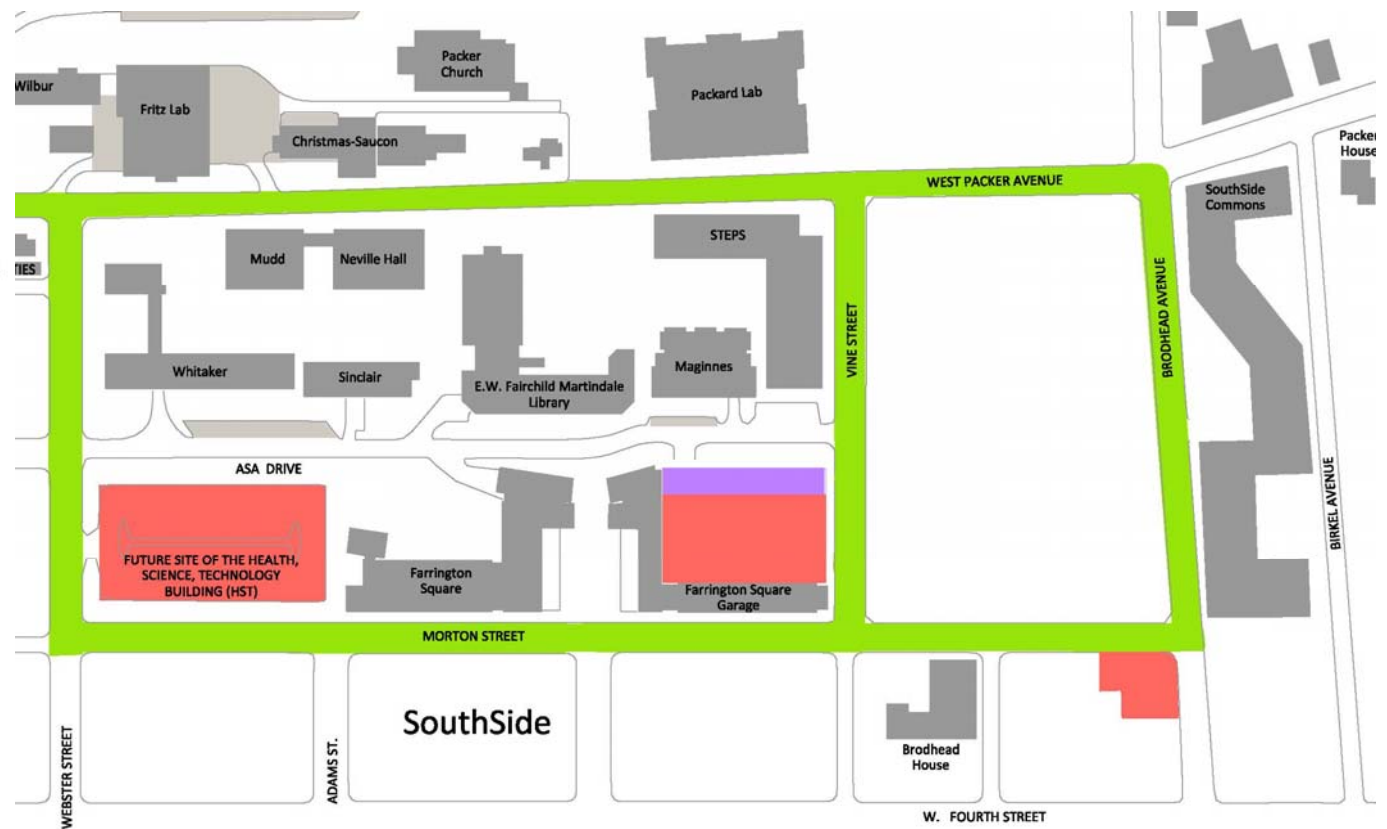 Packer
Church
Wilbur
Fritz Lab
Packard Lab
Christmas-Saucon
Packer
House
WEST PACKER AVENUE
SouthSide
Commons
STEPS
Mudd
Neville Hall
TIES
BRODHEAD AVENUE
VINE STREET
Whitaker
Sinclair
Maginnes
E.W. Fairchild Martindale
Library
ASA DRIVE
BIRKEL AVENUE
FUTURE SITE OF THE HEALTH,
SCIENCE, TECHNOLOGY
BUILDING (HST)
Farrington
Square
Farrington Square
Garage
MORTON STREET
SouthSide
WEBSTER STREET
ADAMS ST.
Brodhead
House
W. FOURTH STREET